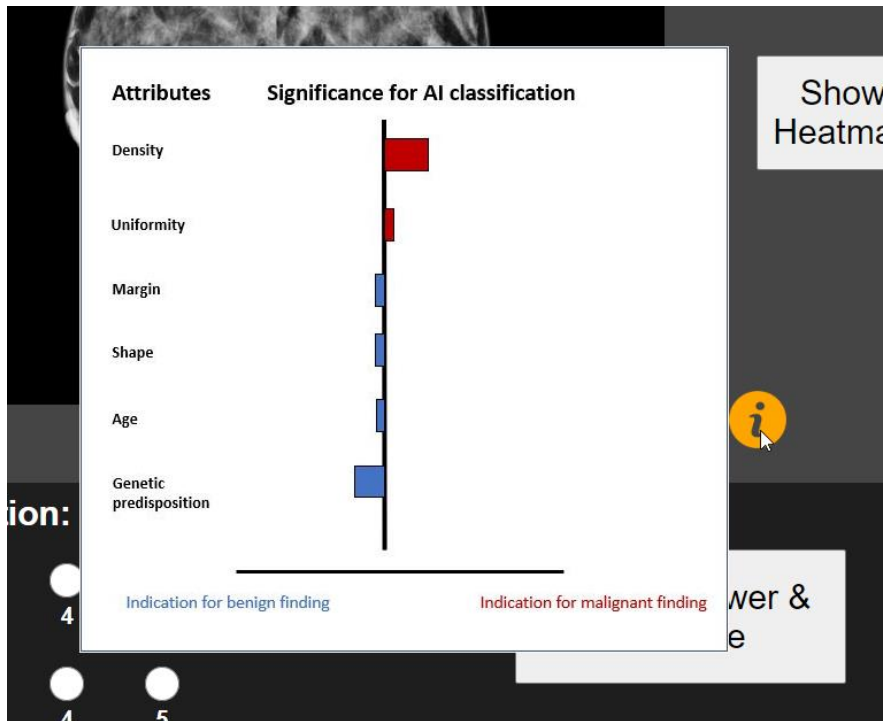 Attributes Significance for AI classification
Density
Uniformity
Margin
Shape
Age
Genetic
predisposition
Indication for benign finding Indication for malignant finding
Show
Heatma
i
tion:
4
wer &
e
4 5